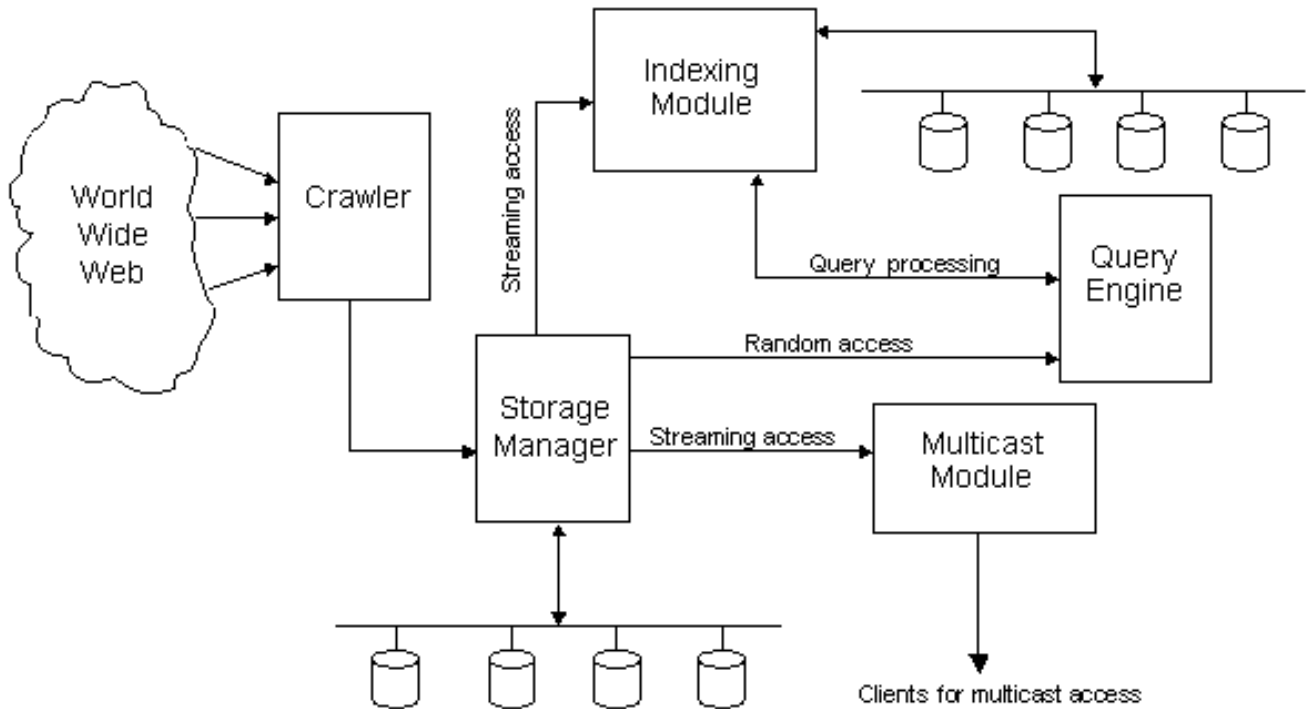 Indexing
Module
Streaming access
World
Wide
Web
Crawler
Query processing
Query
Engine
Random access
Storage
Manager
Streaming access
Multicast
Module
Clients for multicast access